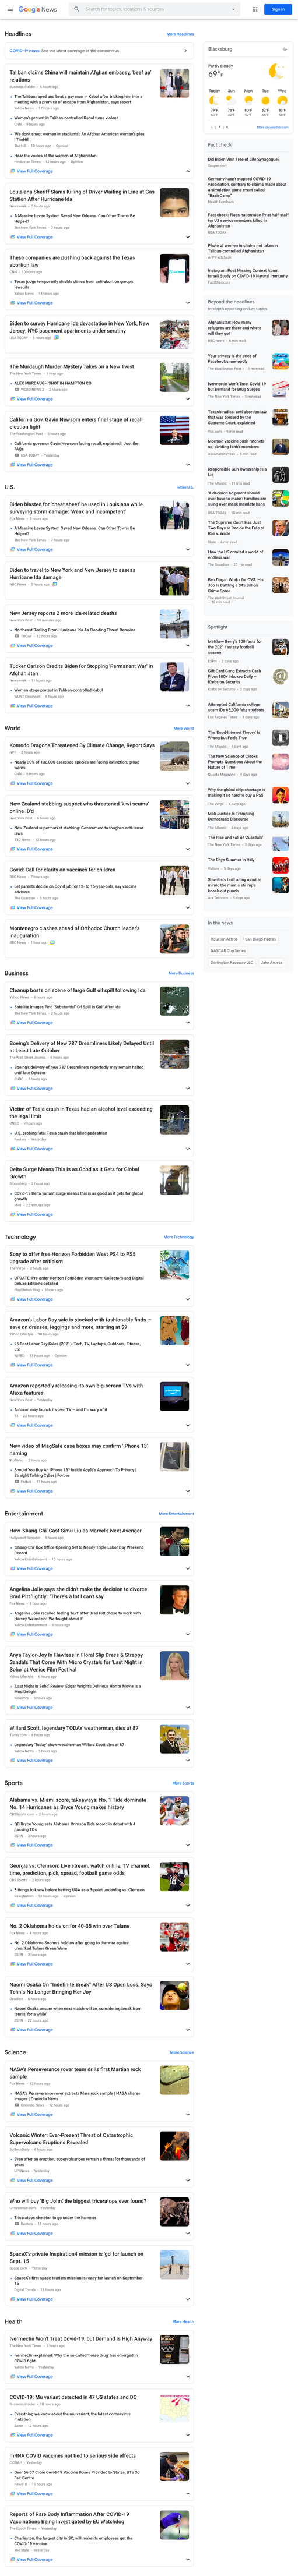 Google News
Search for topics, locations & sources
Sign in
Headlines
More Headlines
COVID-19 news: See the latest coverage of the coronavirus
Taliban claims China will maintain Afghan embassy, 'beef up'
relations
Business Insider · 6 hours ago
The Taliban raped and beat a gay man in Kabul after tricking him into a
meeting with a promise of escape from Afghanistan, says report
Yahoo News · 11 hours ago
Women's protest in Taliban-controlled Kabul turns violent
CNN · 4 hours ago
'We don't shoot women in stadiums': An Afghan-American woman's plea
| TheHill
The Hill · 10 hours ago · Opinion
Hear the voices of the women of Afghanistan
Hindustan Times · 12 hours ago · Opinion
View Full Coverage
Louisiana Sheriff Slams Killing of Driver Waiting in Line at Gas
Station After Hurricane Ida
Newsweek · 3 hours ago
A Massive Levee System Saved New Orleans. Can Other Towns Be
Helped?
The New York Times · 7 hours ago
View Full Coverage
These companies are pushing back against the Texas
abortion law
CNN · 10 hours ago
Texas judge temporarily shields clinics from anti-abortion group's
lawsuits
Yahoo News · 14 hours ago
View Full Coverage
Biden to survey Hurricane Ida devastation in New York, New
Jersey; NYC basement apartments under scrutiny
USA TODAY · 8 hours ago
The Murdaugh Murder Mystery Takes on a New Twist
The New York Times · 1 hour ago
ALEX MURDAUGH SHOT IN HAMPTON CO
WCBD NEWS 2 · 2 hours ago
View Full Coverage
California Gov. Gavin Newsom enters final stage of recall
election fight
The Washington Post · 5 hours ago
California governor Gavin Newsom facing recall, explained | Just the
FAQs
USA TODAY · Yesterday
View Full Coverage
U.S.
More U.S.
Biden blasted for 'cheat sheet' he used in Louisiana while
surveying storm damage: 'Weak and incompetent'
Fox News · 2 hours ago
A Massive Levee System Saved New Orleans. Can Other Towns Be
Helped?
The New York Times · 7 hours ago
View Full Coverage
Biden to travel to New York and New Jersey to assess
Hurricane Ida damage
NBC News · 5 hours ago
New Jersey reports 2 more Ida-related deaths
New York Post · 50 minutes ago
Northeast Reeling From Hurricane Ida As Flooding Threat Remains
TODAY · 12 hours ago
View Full Coverage
Tucker Carlson Credits Biden for Stopping 'Permanent War' in
Afghanistan
Newsweek · 11 hours ago
Women stage protest in Taliban-controlled Kabul
View Full Coverage
World
More World
Komodo Dragons Threatened By Climate Change, Report Says
NPR · 2 hours ago
Nearly 30% of 138,000 assessed species are facing extinction, group
warns
CNN · 6 hours ago
View Full Coverage
New Zealand stabbing suspect who threatened 'kiwi scums'
online ID'd
New York Post · 6 hours ago
New Zealand supermarket stabbing: Government to toughen anti-terror
laws
BBC News · 12 hours ago
View Full Coverage
Covid: Call for clarity on vaccines for children
BBC News · 7 hours ago
Let parents decide on Covid jab for 12- to 15-year-olds, say vaccine
advisers
The Guardian · 3 hours ago
View Full Coverage
Montenegro clashes ahead of Orthodox Church leader's
inauguration
BBC News · 1 hour ago
Business
More Business
Cleanup boats on scene of large Gulf oil spill following Ida
Yahoo News · 4 hours ago
Satellite Images Find 'Substantial' Oil Spill in Gulf After Ida
The New York Times · 2 hours ago
View Full Coverage
Boeing's Delivery of New 787 Dreamliners Likely Delayed Until
at Least Late October
The Wall Street Journal · 6 hours ago
Boeing's delivery of new 787 Dreamliners reportedly may remain halted
until late October
CNBC · 5 hours ago
View Full Coverage
Victim of Tesla crash in Texas had an alcohol level exceeding
the legal limit
CNBC · 9 hours ago
U.S. probing fatal Tesla crash that killed pedestrian
Reuters · Yesterday
View Full Coverage
Delta Surge Means This Is as Good as It Gets for Global
Growth
Bloomberg · 2 hours ago
Covid-19 Delta variant surge means this is as good as it gets for global
growth
Mint · 22 minutes ago
View Full Coverage
Technology
More Technology
Sony to offer free Horizon Forbidden West PS4 to PS5
upgrade after criticism
The Verge · 3 hours ago
UPDATE: Pre-order Horizon Forbidden West now: Collector's and Digital
Deluxe Editions detailed
PlayStation.Blog · 3 hours ago
View Full Coverage
Amazon's Labor Day sale is stocked with fashionable finds —
save on dresses, leggings and more, starting at $9
Yahoo Lifestyle · 10 hours ago
25 Best Labor Day Sales (2021): Tech, TV, Laptops, Outdoors, Fitness,
Etc
WIRED · 13 hours ago · Opinion
View Full Coverage
Amazon reportedly releasing its own big-screen TVs with
Alexa features
New York Post · Yesterday
Amazon may launch its own TV – and I'm wary of it
T3 · 22 hours ago
View Full Coverage
New video of MagSafe case boxes may confirm 'iPhone 13'
naming
9to5Mac · 2 hours ago
Should You Buy An iPhone 13? Inside Apple's Approach To Privacy |
Straight Talking Cyber | Forbes
Forbes · 11 hours ago
View Full Coverage
Entertainment
More Entertainment
How 'Shang-Chi' Cast Simu Liu as Marvel's Next Avenger
Hollywood Reporter · 5 hours ago
'Shang-Chi' Box Office Opening Set to Nearly Triple Labor Day Weekend
Record
Yahoo Entertainment · 10 hours ago
View Full Coverage
Angelina Jolie says she didn't make the decision to divorce
Brad Pitt 'lightly': 'There's a lot I can't say'
Fox News · 1 hour ago
Angelina Jolie recalled feeling 'hurt' after Brad Pitt chose to work with
Harvey Weinstein: 'We fought about it'
Yahoo Entertainment · 8 hours ago
View Full Coverage
Anya Taylor-Joy Is Flawless in Floral Slip Dress & Strappy
Sandals That Come With Micro Crystals for 'Last Night in
Soho' at Venice Film Festival
Yahoo Lifestyle · 6 hours ago
'Last Night in Soho' Review: Edgar Wright's Delirious Horror Movie Is a
Mod Delight
IndieWire · 5 hours ago
View Full Coverage
Willard Scott, legendary TODAY weatherman, dies at 87
Today.com · 6 hours ago
Legendary 'Today' show weatherman Willard Scott dies at 87
Yahoo News · 5 hours ago
View Full Coverage
Sports
More Sports
Alabama vs. Miami score, takeaways: No. 1 Tide dominate
No. 14 Hurricanes as Bryce Young makes history
CBSSports.com · 2 hours ago
QB Bryce Young sets Alabama Crimson Tide record in debut with 4
passing TDs
ESPN · 3 hours ago
View Full Coverage
Georgia vs. Clemson: Live stream, watch online, TV channel,
time, prediction, pick, spread, football game odds
CBS Sports · 2 hours ago
3 things to know before betting UGA as a 3-point underdog vs. Clemson
DawgNation · 12 hours ago · Opinion
View Full Coverage
No. 2 Oklahoma holds on for 40-35 win over Tulane
Fox News · 4 hours ago
No. 2 Oklahoma Sooners hold on after going to the wire against
unranked Tulane Green Wave
ESPN · 3 hours ago
View Full Coverage
Naomi Osaka On "Indefinite Break" After US Open Loss, Says
Tennis No Longer Bringing Her Joy
Deadline · 6 hours ago
Naomi Osaka unsure when next match will be, considering break from
tennis 'for a while'
ESPN · 22 hours ago
View Full Coverage
Science
More Science
NASA's Perseverance rover team drills first Martian rock
sample
Fox News · 12 hours ago
NASA's Perseverance rover extracts Mars rock sample | NASA shares
images | Oneindia News
Oneindia News · 12 hours ago
View Full Coverage
Volcanic Winter: Ever-Present Threat of Catastrophic
Supervolcano Eruptions Revealed
SciTechDaily · 6 hours ago
Even after an eruption, supervolcanoes remain a threat for thousands of
years
UPI News · Yesterday
View Full Coverage
Who will buy 'Big John,' the biggest triceratops ever found?
Livescience.com · Yesterday
Triceratops skeleton to go under the hammer
Reuters · 11 hours ago
View Full Coverage
SpaceX's private Inspiration4 mission is 'go' for launch on
Sept. 15
Space.com · Yesterday
SpaceX's first space tourism mission is ready for launch on September
15
Digital Trends · 11 hours ago
View Full Coverage
Health
More Health
Ivermectin Won't Treat Covid-19, but Demand Is High Anyway
The New York Times · 9 hours ago
Ivermectin explained: Why the so-called 'horse drug' has emerged in
COVID fight
Yahoo News · Yesterday
View Full Coverage
COVID-19: Mu variant detected in 47 US states and DC
Business Insider · 10 hours ago
Everything we know about the mu variant, the latest coronavirus
mutation
Salon · 12 hours ago
View Full Coverage
mRNA COVID vaccines not tied to serious side effects
CIDRAP · Yesterday
Over 66.07 Crore Covid-19 Vaccine Doses Provided to States, UTs So
Far: Centre
News18 · 15 hours ago
View Full Coverage
Reports of Rare Body Inflammation After COVID-19
Vaccinations Being Investigated by EU Watchdog
The Epoch Times · Yesterday
Charleston, the largest city in SC, will make its employees get the
COVID-19 vaccine
The State · Yesterday
View Full Coverage
Blacksburg
Partly cloudy
69°F
Today Sun Mon Tue Wed
C | F | K
More on weather.com
Fact check
Did Biden Visit Tree of Life Synagogue?
Snopes.com
Germany hasn't stopped COVID-19
vaccination, contrary to claims made about
a simulation game event called
"BasisCamp"
Health Feedback
Fact check: Flags nationwide fly at half-staff
for US service members killed in
Afghanistan
USA TODAY
Photo of women in chains not taken in
Taliban-controlled Afghanistan
AFP Factcheck
Instagram Post Missing Context About
Israeli Study on COVID-19 Natural Immunity
FactCheck.org
Beyond the headlines
In-depth reporting on key topics
Afghanistan: How many
refugees are there and where
will they go?
BBC News · 4 min read
Your privacy is the price of
Facebook's monopoly
The Washington Post · 11 min read
Ivermectin Won't Treat Covid-19
but Demand for Drug Surges
The New York Times · 5 min read
Texas's radical anti-abortion law
that was blessed by the
Supreme Court, explained
Vox.com · 9 min read
Mormon vaccine push ratchets
up, dividing faith's members
Associated Press · 5 min read
Responsible Gun Ownership Is a
Lie
The Atlantic · 11 min read
'A decision no parent should
ever have to make': Families are
suing over mask mandate bans
USA TODAY · 10 min read
The Supreme Court Has Just
Two Days to Decide the Fate of
Roe v. Wade
Slate · 6 min read
How the US created a world of
endless war
The Guardian · 20 min read
Ben Dugan Works for CVS. His
Job Is Battling a $45 Billion
Crime Spree.
The Wall Street Journal
· 12 min read
Spotlight
Matthew Berry's 100 facts for
the 2021 fantasy football
season
ESPN · 2 days ago
Gift Card Gang Extracts Cash
From 100k Inboxes Daily –
Krebs on Security
Krebs on Security · 2 days ago
Attempted California college
scam IDs 65,000 fake students
Los Angeles Times · 3 days ago
The 'Dead-Internet Theory' Is
Wrong but Feels True
The Atlantic · 4 days ago
The New Science of Clocks
Prompts Questions About the
Nature of Time
Quanta Magazine · 4 days ago
Why the global chip shortage is
making it so hard to buy a PS5
The Verge · 4 days ago
Mob Justice Is Trampling
Democratic Discourse
The Atlantic · 4 days ago
The Rise and Fall of 'ZuckTalk'
The New York Times · 3 days ago
The Roys Summer in Italy
Vulture · 5 days ago
Scientists built a tiny robot to
mimic the mantis shrimp's
knock-out punch
Ars Technica · 5 days ago
In the news
Houston Astros
San Diego Padres
NASCAR Cup Series
Darlington Raceway LLC
Jake Arrieta